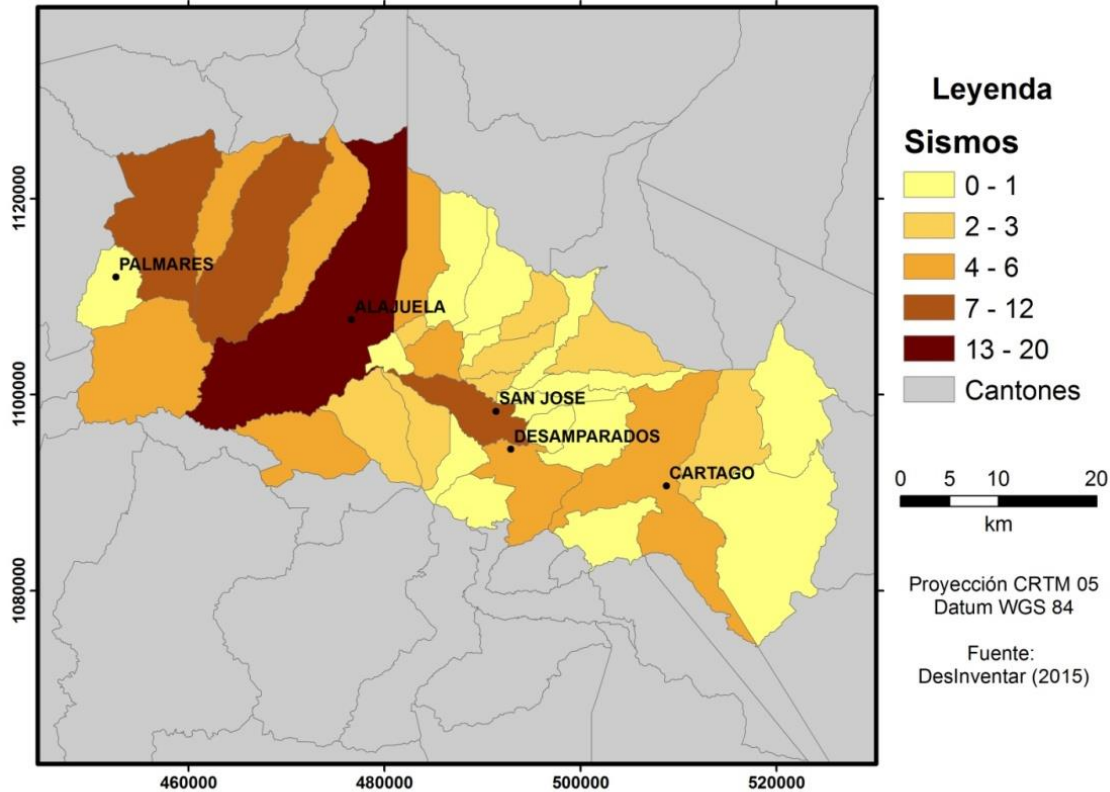 1120000
1100000
1080000
460000
480000
500000
520000
PALMARES
ALAJUELA
SAN JOSE
DESAMPARADOS
CARTAGO
Leyenda
Sismos
0 - 1
2 - 3
4 - 6
7 - 12
13 - 20
Cantones
0 5 10 20
km
Proyección CRTM 05
Datum WGS 84
Fuente:
DesInventar (2015)